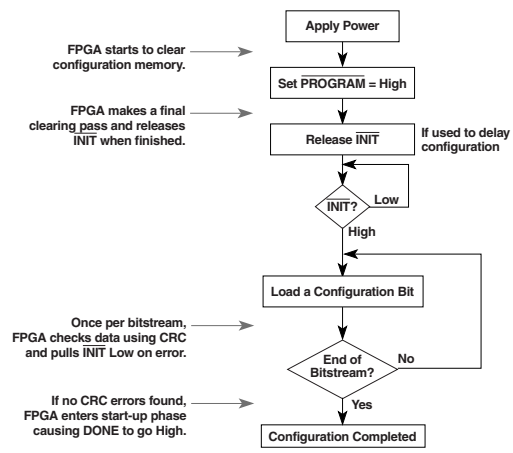 Apply Power
FPGA starts to clear
configuration memory.
Set PROGRAM = High
FPGA makes a final
clearing pass and releases
INIT when finished.
Release INIT
If used to delay
configuration
INIT?
Low
High
Load a Configuration Bit
Once per bitstream,
FPGA checks data using CRC
and pulls INIT Low on error.
End of
Bitstream?
No
Yes
If no CRC errors found,
FPGA enters start-up phase
causing DONE to go High.
Configuration Completed